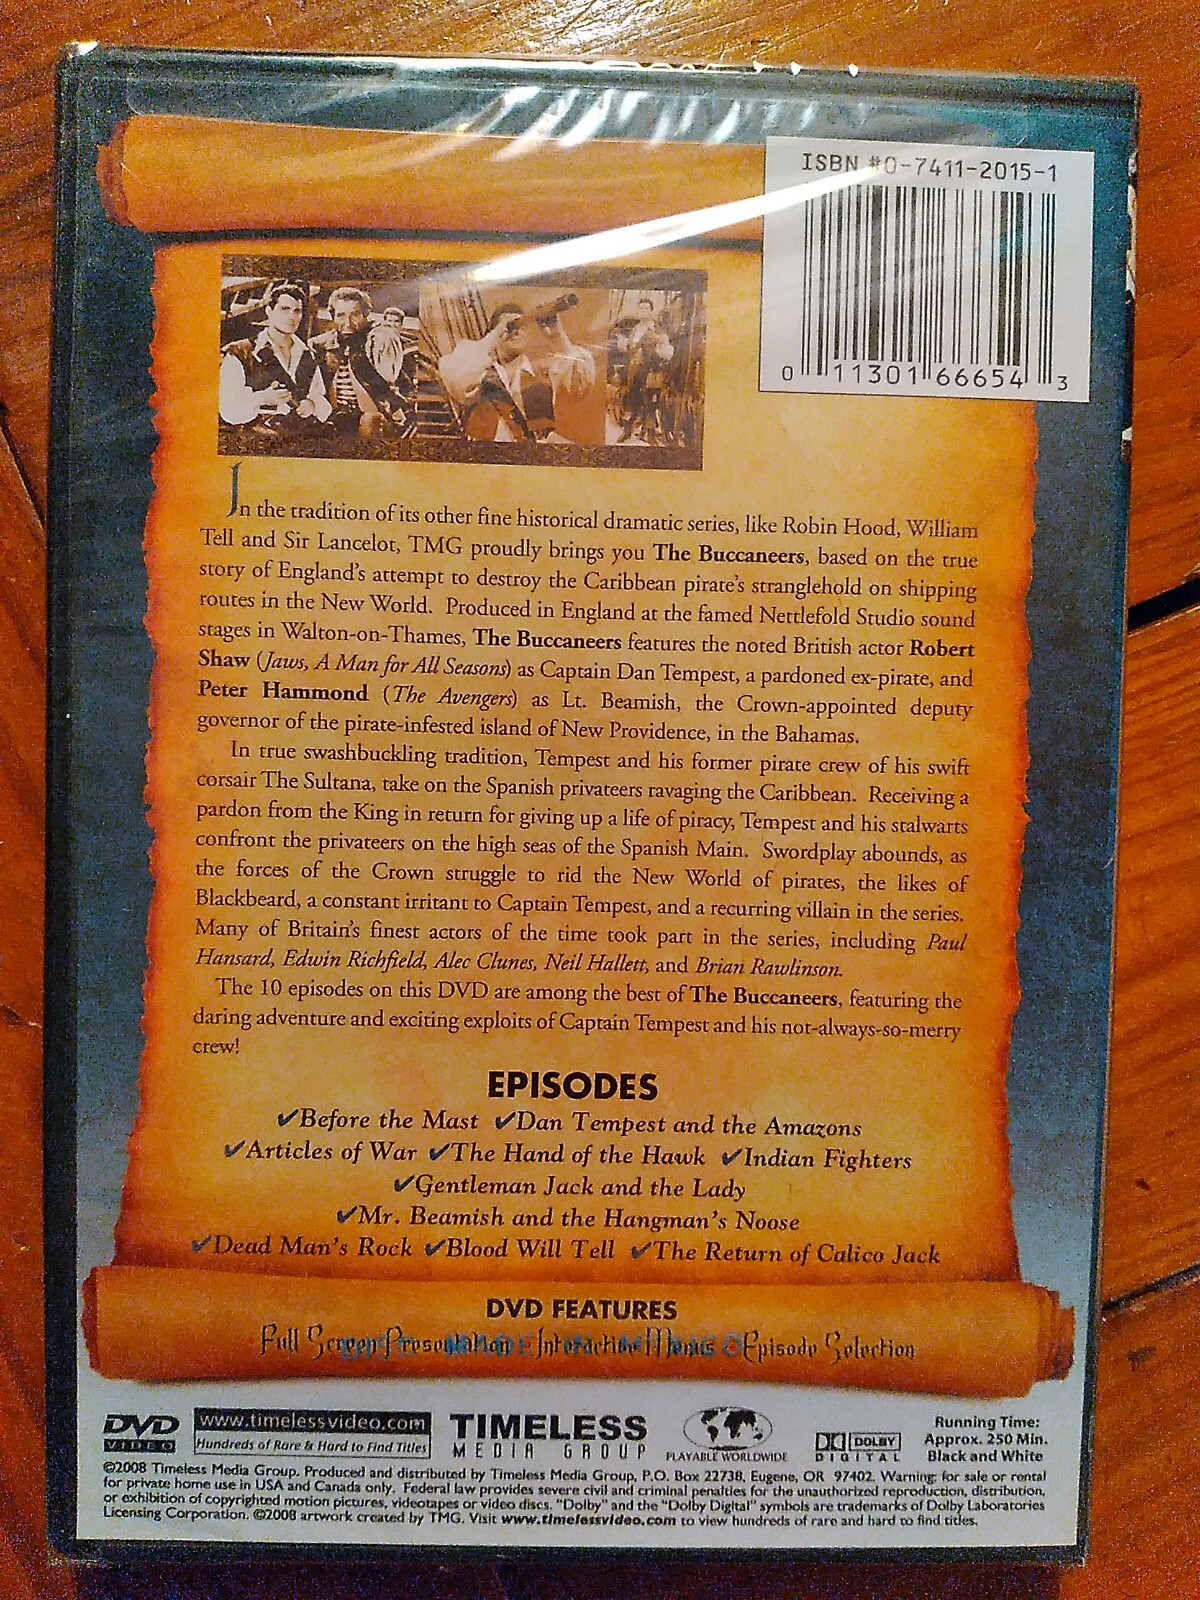 ISBN #0-7411-2015-1
0 11301 66654 3
In the tradition of its other fine historical dramatic series, like Robin Hood, William
Tell and Sir Lancelot, TMG proudly brings you The Buccaneers, based on the true
story of England's attempt to destroy the Caribbean pirate's stranglehold on shipping
routes in the New World. Produced in England at the famed Nettlefold Studio sound
stages in Walton-on-Thames, The Buccaneers features the noted British actor Robert
Shaw (Jaws, A Man for All Seasons) as Captain Dan Tempest, a pardoned ex-pirate, and
Peter Hammond (The Avengers) as Lt. Beamish, the Crown-appointed deputy
governor of the pirate-infested island of New Providence, in the Bahamas.
In true swashbuckling tradition, Tempest and his former pirate crew of his swift
corsair The Sultana, take on the Spanish privateers ravaging the Caribbean. Receiving a
pardon from the King in return for giving up a life of piracy, Tempest and his stalwarts
confront the privateers on the high seas of the Spanish Main. Swordplay abounds, as
the forces of the Crown struggle to rid the New World of pirates, the likes of
Blackbeard, a constant irritant to Captain Tempest, and a recurring villain in the series.
Many of Britain's finest actors of the time took part in the series, including Paul
Hansard, Edwin Richfield, Alec Clunes, Neil Hallett, and Brian Rawlinson.
The 10 episodes on this DVD are among the best of The Buccaneers, featuring the
daring adventure and exciting exploits of Captain Tempest and his not-always-so-merry
crew!
EPISODES
✔Before the Mast ✔Dan Tempest and the Amazons
✔Articles of War ✔The Hand of the Hawk ✔Indian Fighters
✔Gentleman Jack and the Lady
✔Mr. Beamish and the Hangman's Noose
✔Dead Man's Rock ✔Blood Will Tell ✔The Return of Calico Jack
DVD FEATURES
Full Screen Presentation • Interactive Menus Episode Selection
DVD VIDEO
www.timelessvideo.com
Hundreds of Rare & Hard to Find Titles
TIMELESS
MEDIA GROUP
PLAYABLE WORLDWIDE
DOLBY
DIGITAL
Running Time:
Approx. 250 Min.
Black and White
©2008 Timeless Media Group. Produced and distributed by Timeless Media Group, P.O. Box 22738, Eugene, OR 97402. Warning: for sale or rental
for private home use in USA and Canada only. Federal law provides severe civil and criminal penalties for the unauthorized reproduction, distribution,
or exhibition of copyrighted motion pictures, videotapes or video discs. "Dolby" and the "Dolby Digital" symbols are trademarks of Dolby Laboratories
Licensing Corporation. ©2008 artwork created by TMG. Visit www.timelessvideo.com to view hundreds of rare and hard to find titles.